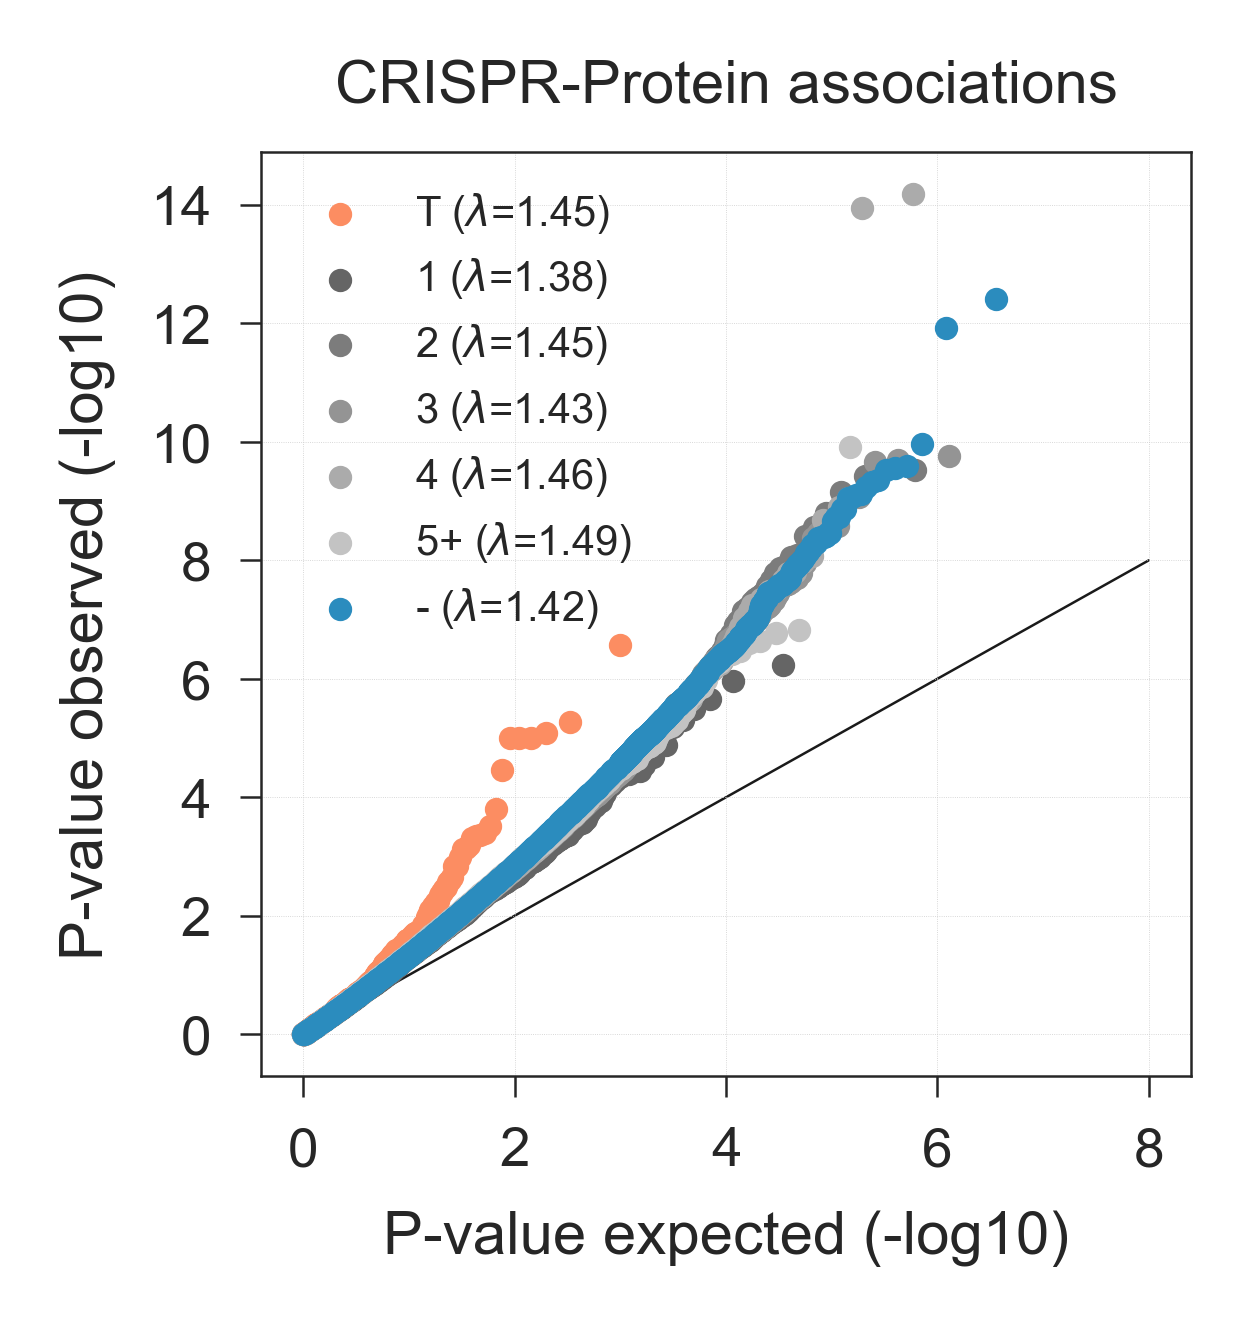 CRISPR-Protein associations
P-value observed (-log10)
14
12
10
8
6
4
2
0
T (λ=1.45)
1 (λ=1.38)
2 (λ=1.45)
3 (λ=1.43)
4 (λ=1.46)
5+ (λ=1.49)
- (λ=1.42)
0 2 4 6 8
P-value expected (-log10)